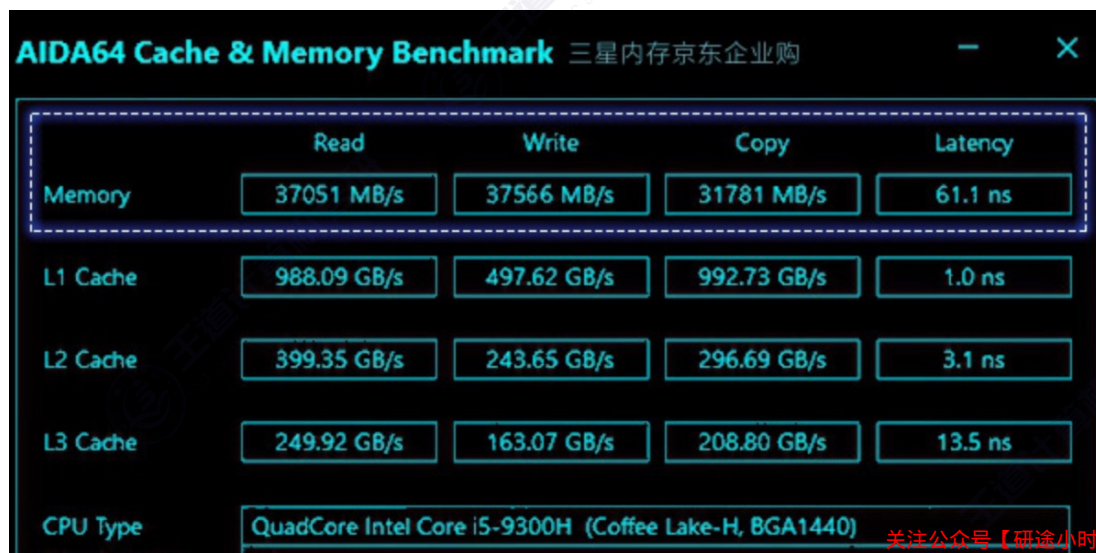 AIDA64 Cache & Memory Benchmark 三星内存京东企业购
Read Write Copy Latency
Memory 37051 MB/s 37566 MB/s 31781 MB/s 61.1 ns
L1 Cache 988.09 GB/s 497.62 GB/s 992.73 GB/s 1.0 ns
L2 Cache 399.35 GB/s 243.65 GB/s 296.69 GB/s 3.1 ns
L3 Cache 249.92 GB/s 163.07 GB/s 208.80 GB/s 13.5 ns
CPU Type QuadCore Intel Core i5-9300H (Coffee Lake-H, BGA1440)
关注公众号【研途小时